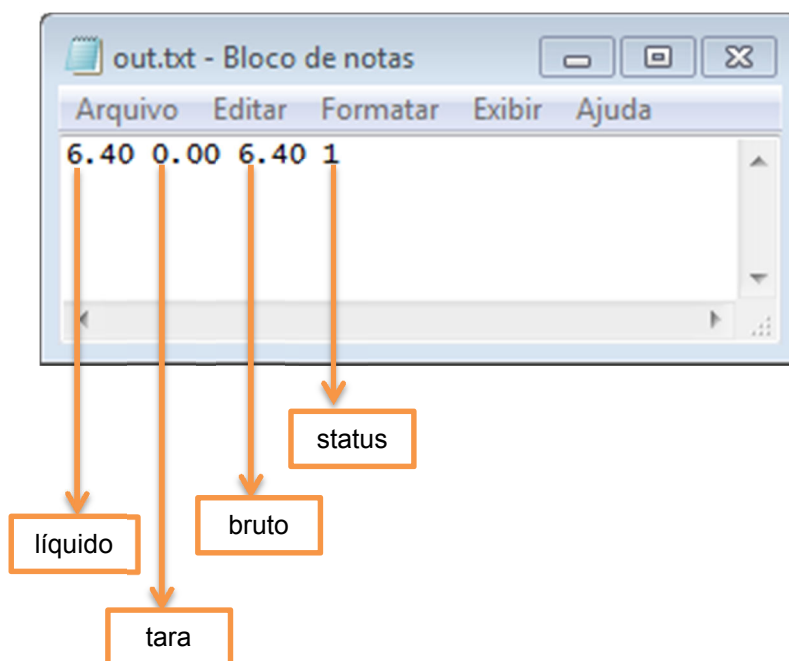 out.txt - Bloco de notas
Arquivo Editar Formatar Exibir Ajuda
6.40 0.00 6.40 1
status
bruto
líquido
tara